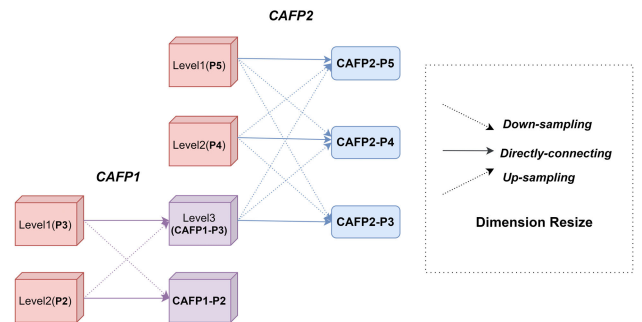 CAFP2
Level1(P5)
CAFP2-P5
Level2(P4)
CAFP2-P4
CAFP1
Level1(P3)
Level3
(CAFP1-P3)
CAFP2-P3
Level2(P2)
CAFP1-P2
Down-sampling
Directly-connecting
Up-sampling
Dimension Resize